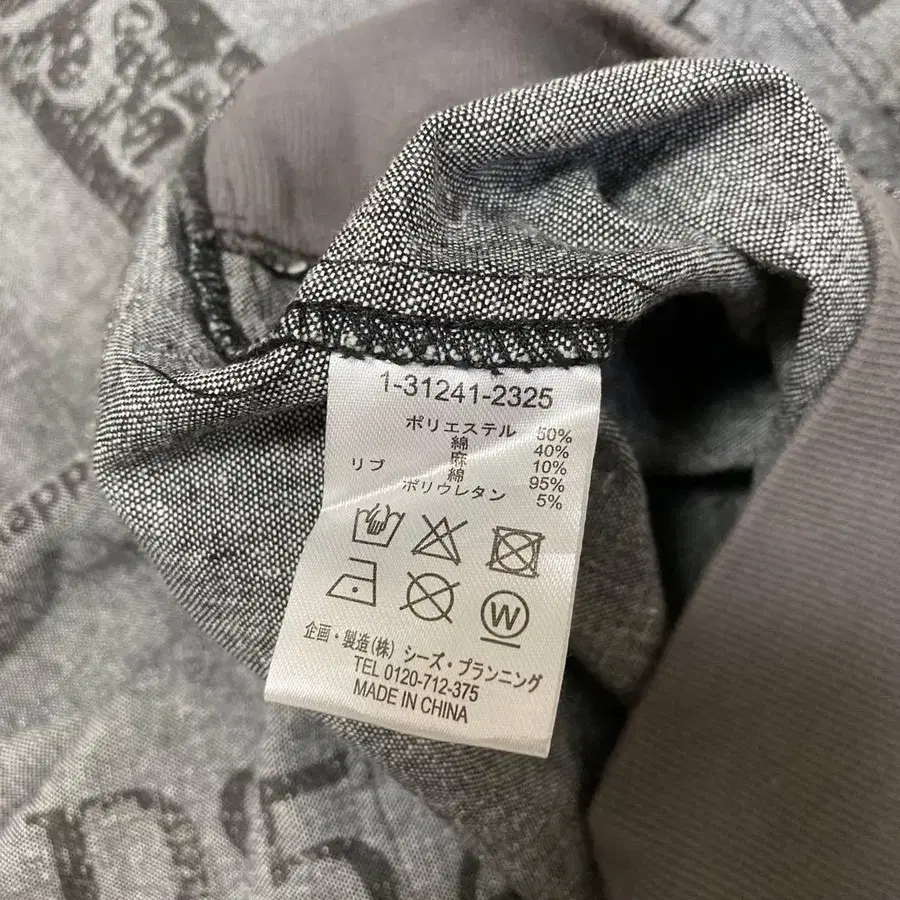 1-31241-2325
ポリエステル 50%
綿 40%
麻 10%
リブ 綿 95%
ポリウレタン 5%
W
企画・製造(株) シーズ・プランニング
TEL 0120-712-375
MADE IN CHINA